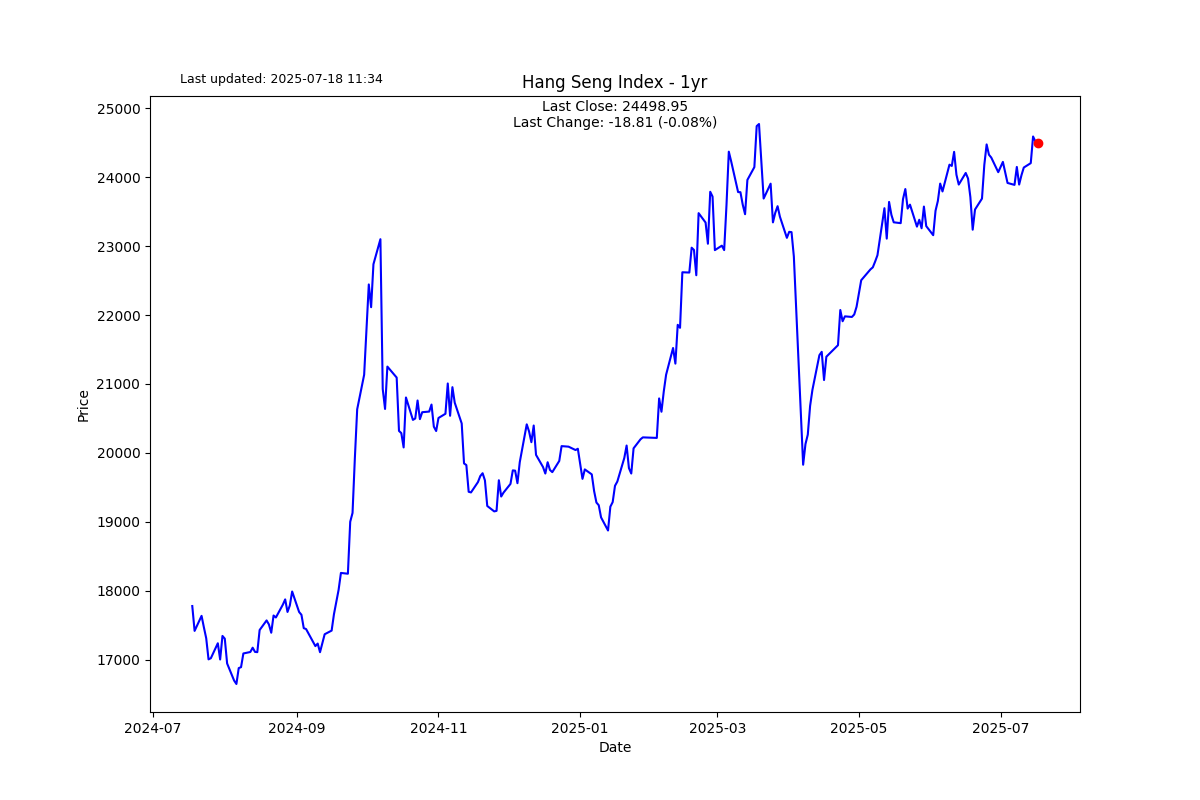 Last updated: 2025-07-18 11:34
Hang Seng Index - 1yr
Last Close: 24498.95
Last Change: -18.81 (-0.08%)
25000
24000
23000
22000
21000
20000
19000
18000
17000
Price
2024-07 2024-09 2024-11 2025-01 2025-03 2025-05 2025-07
Date